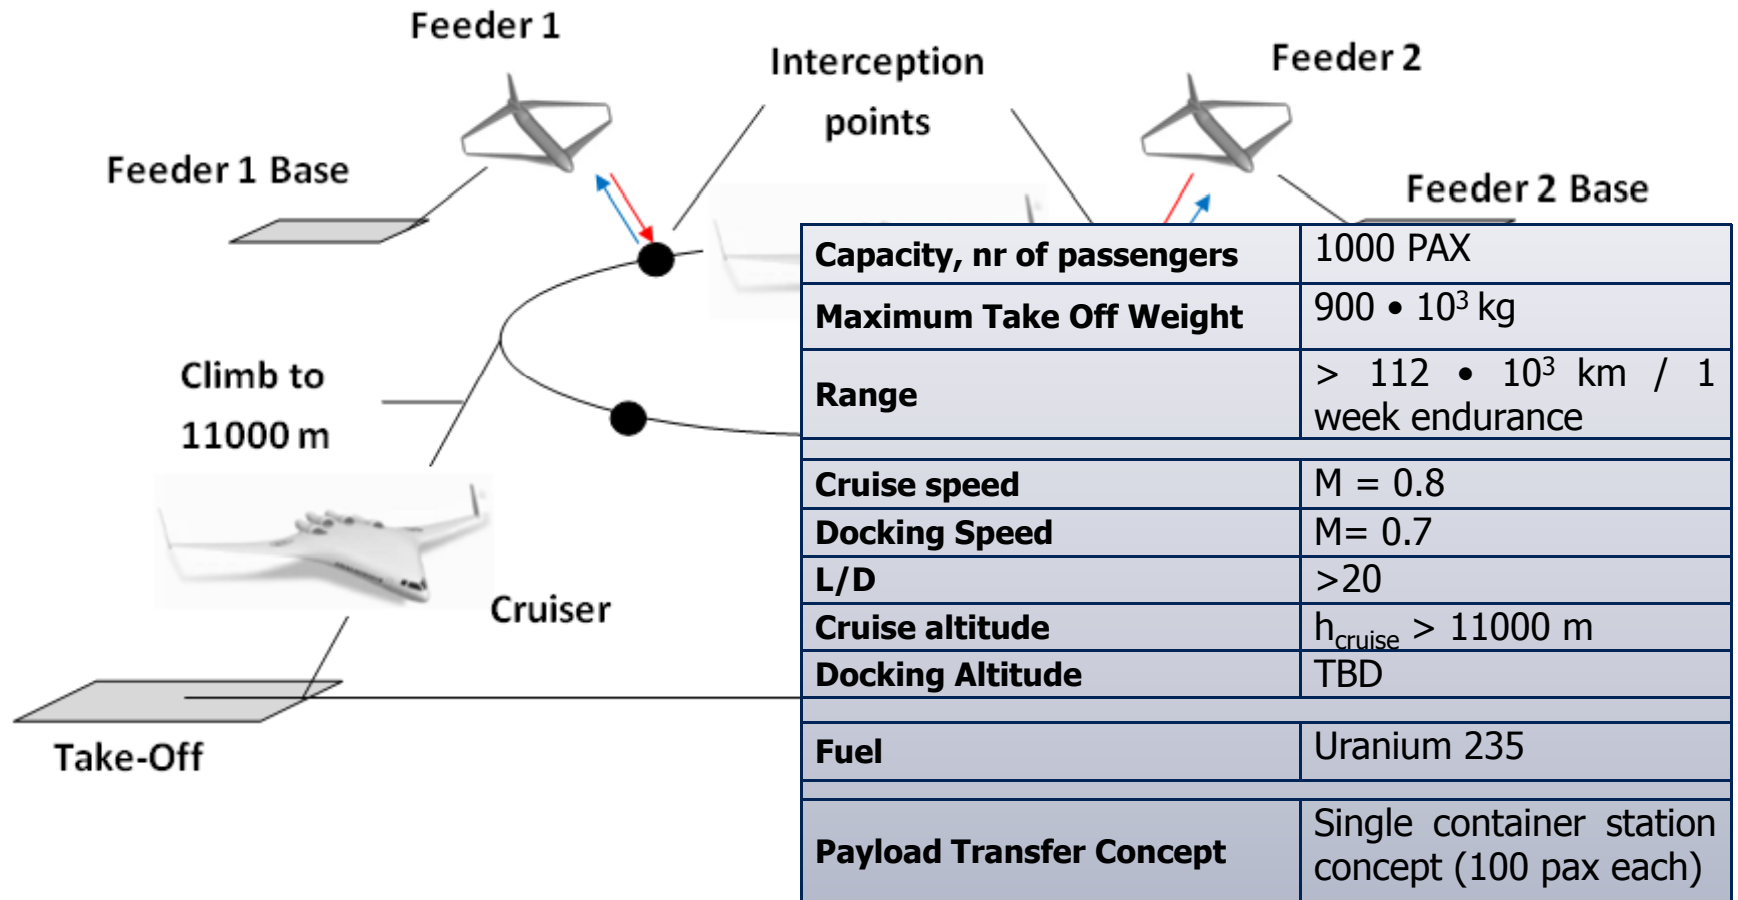 Feeder 1
Interception
points
Feeder 2
Feeder 1 Base
Feeder 2 Base
Climb to
11000 m
Cruiser
Take-Off
Capacity, nr of passengers 1000 PAX
Maximum Take Off Weight 900 • 10³ kg
Range > 112 • 10³ km / 1
week endurance
Cruise speed M = 0.8
Docking Speed M= 0.7
L/D >20
Cruise altitude h_cruise > 11000 m
Docking Altitude TBD
Fuel Uranium 235
Payload Transfer Concept Single container station
concept (100 pax each)